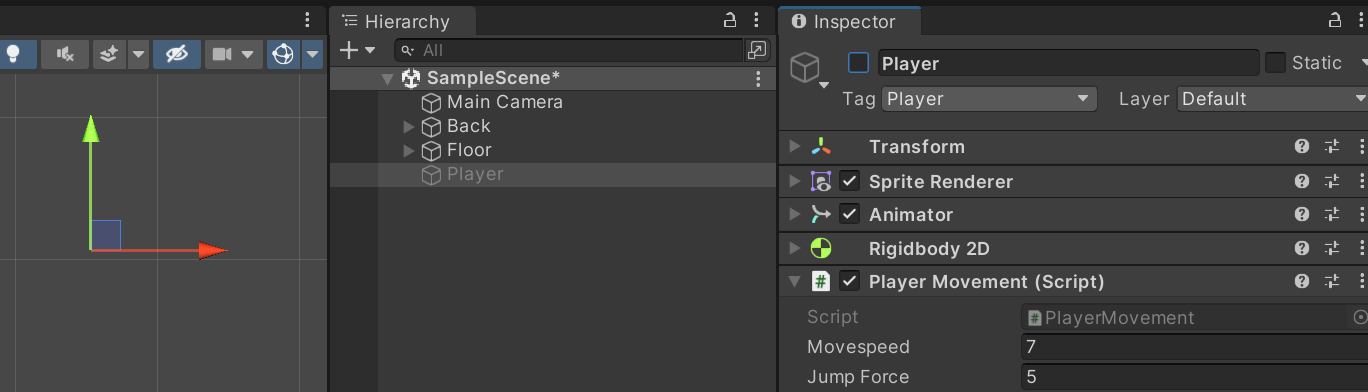 Hierarchy
All
SampleScene*
Main Camera
Back
Floor
Player
Inspector
Player
Static
Tag Player Layer Default
Transform
Sprite Renderer
Animator
Rigidbody 2D
# Player Movement (Script)
Script # PlayerMovement
Movespeed 7
Jump Force 5